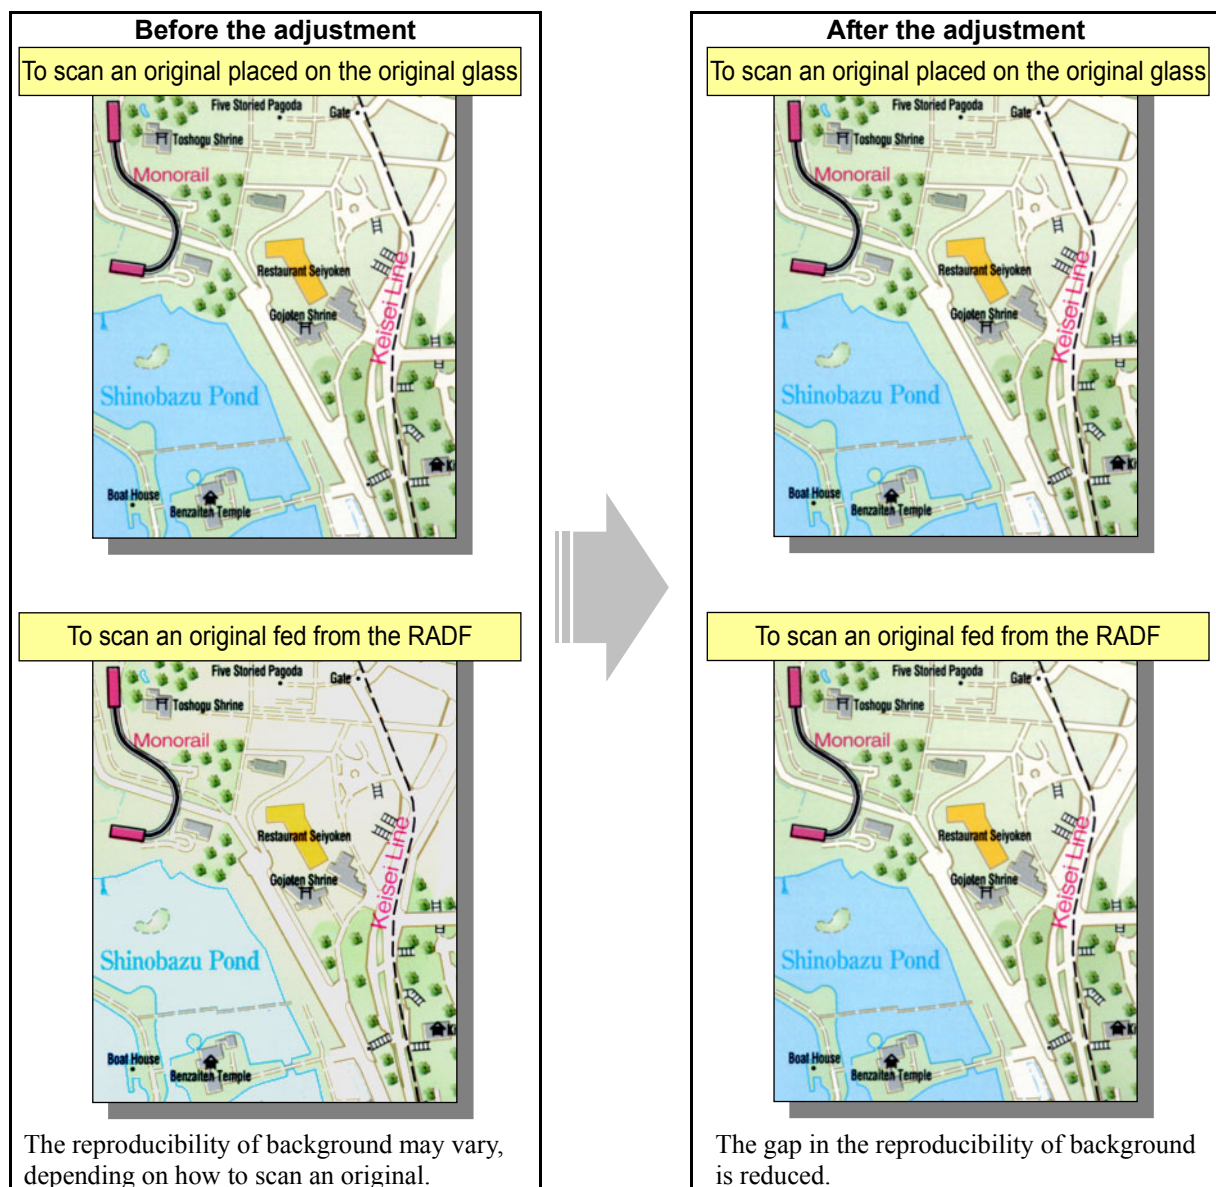 Before the adjustment
To scan an original placed on the original glass
Five Storied Pagoda
Gate
Toshogu Shrine
Monorail
Restaurant Seiyoken
Gojoten Shrine
Keisei Line
Shinobazu Pond
Boat House
Benzaiten Temple
To scan an original fed from the RADF
Five Storied Pagoda
Gate
Toshogu Shrine
Monorail
Restaurant Seiyoken
Gojoten Shrine
Keisei Line
Shinobazu Pond
Boat House
Benzaiten Temple
The reproducibility of background may vary,
depending on how to scan an original.
After the adjustment
To scan an original placed on the original glass
Five Storied Pagoda
Gate
Toshogu Shrine
Monorail
Restaurant Seiyoken
Gojoten Shrine
Keisei Line
Shinobazu Pond
Boat House
Benzaiten Temple
To scan an original fed from the RADF
Five Storied Pagoda
Gate
Toshogu Shrine
Monorail
Restaurant Seiyoken
Gojoten Shrine
Keisei Line
Shinobazu Pond
Boat House
Benzaiten Temple
The gap in the reproducibility of background
is reduced.